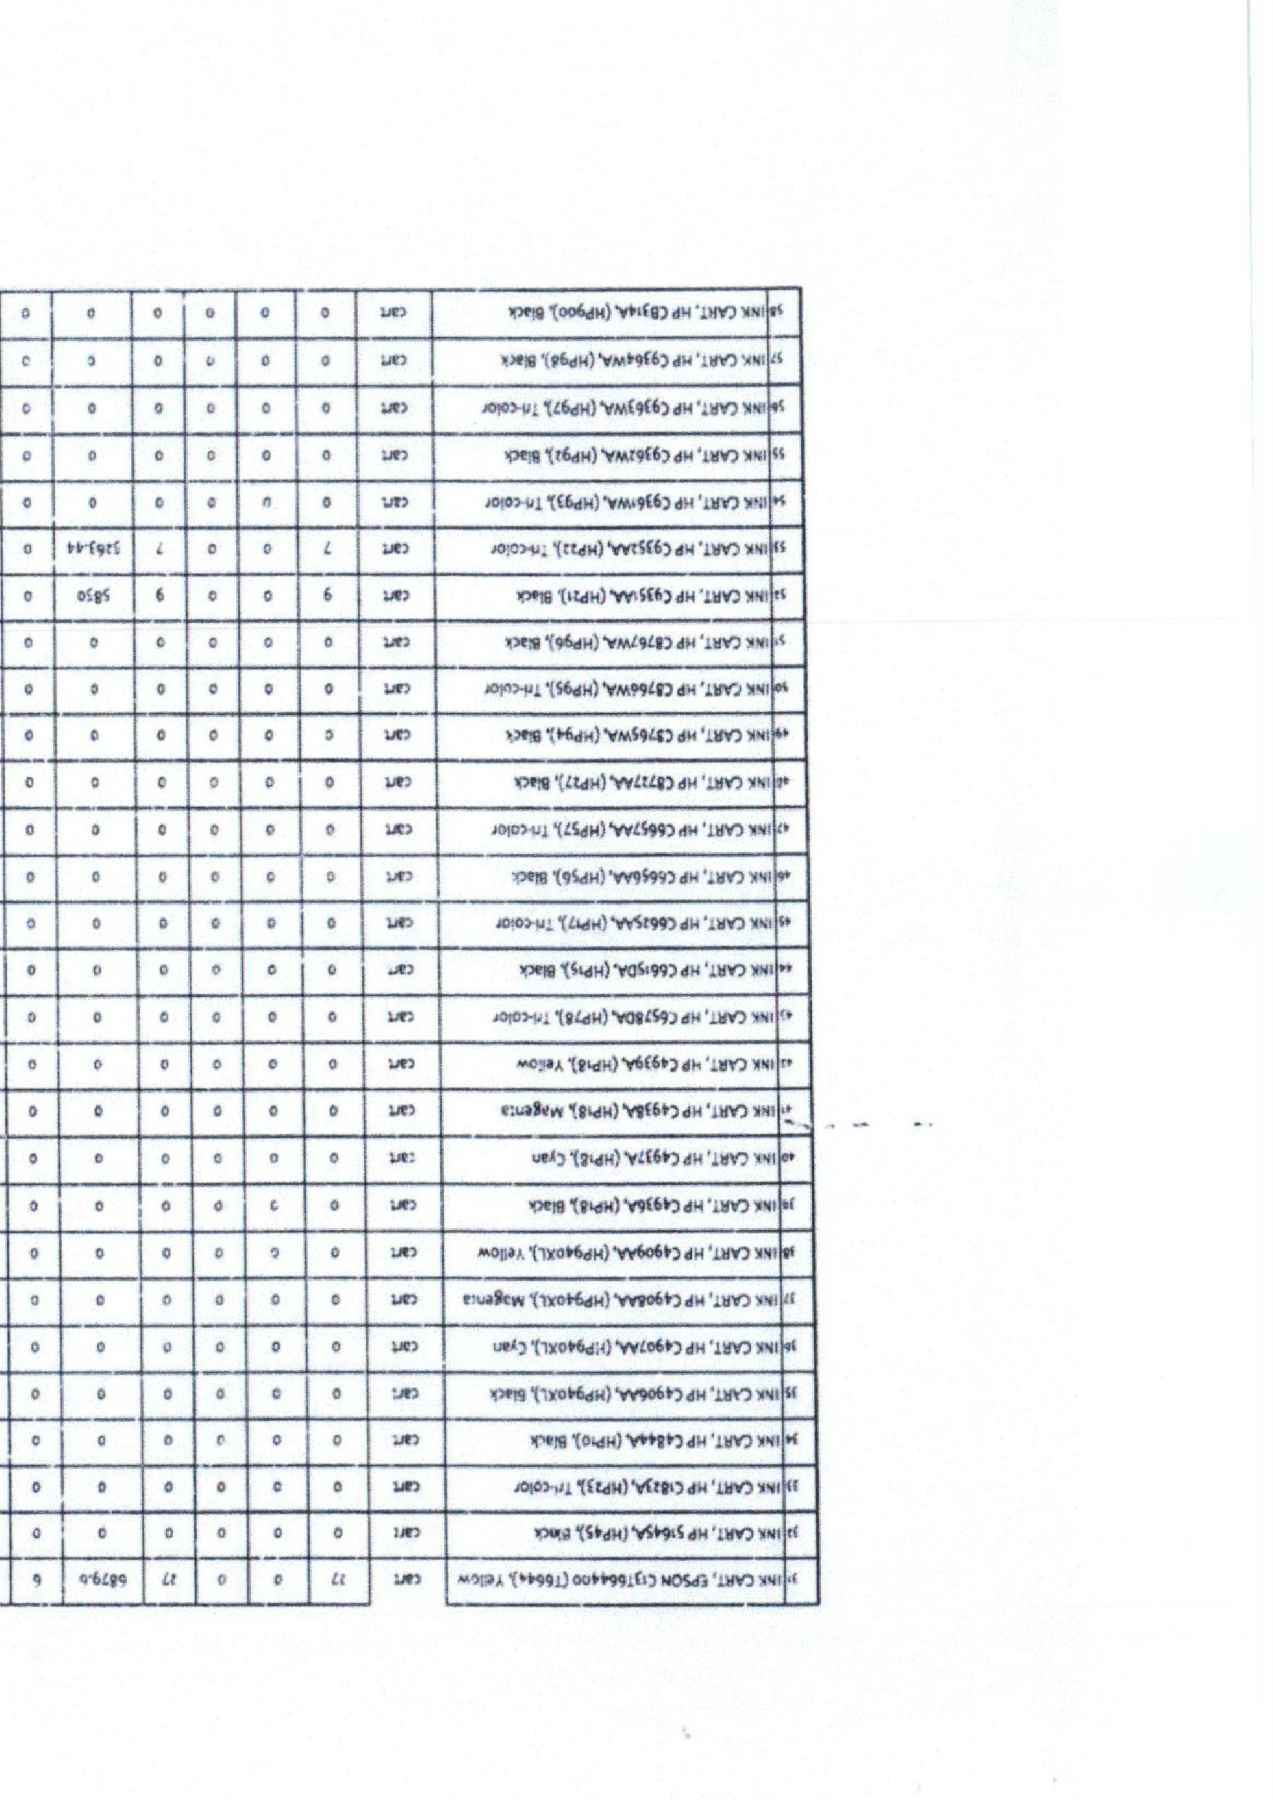 31 INK CART, EPSON C13T664400 (T6644), Yellow cart 27 0 0 27 6879.6
32 INK CART, HP 51645A, (HP45), Black cart 0 0 0 0 0 0
33 INK CART, HP C1823A, (HP23), Tri-color cart 0 0 0 0 0 0
34 INK CART, HP C4844A, (HP10), Black cart 0 0 0 0 0 0
35 INK CART, HP C4906AA, (HP940XL), Black cart 0 0 0 0 0 0
36 INK CART, HP C4907AA, (HP940XL), Cyan cart 0 0 0 0 0 0
37 INK CART, HP C4908AA, (HP940XL), Magenta cart 0 0 0 0 0 0
38 INK CART, HP C4909AA, (HP940XL), Yellow cart 0 0 0 0 0 0
39 INK CART, HP C4936A, (HP18), Black cart 0 0 0 0 0 0
40 INK CART, HP C4937A, (HP18), Cyan cart 0 0 0 0 0 0
41 INK CART, HP C4938A, (HP18), Magenta cart 0 0 0 0 0 0
42 INK CART, HP C4939A, (HP18), Yellow cart 0 0 0 0 0 0
43 INK CART, HP C6578DA, (HP78), Tri-color cart 0 0 0 0 0 0
44 INK CART, HP C6615DA, (HP15), Black cart 0 0 0 0 0 0
45 INK CART, HP C6625AA, (HP17), Tri-color cart 0 0 0 0 0 0
46 INK CART, HP C6656AA, (HP56), Black cart 0 0 0 0 0 0
47 INK CART, HP C6657AA, (HP57), Tri-color cart 0 0 0 0 0 0
48 INK CART, HP C8727AA, (HP27), Black cart 0 0 0 0 0 0
49 INK CART, HP C8765WA, (HP94), Black cart 0 0 0 0 0 0
50 INK CART, HP C8766WA, (HP95), Tri-color cart 0 0 0 0 0 0
51 INK CART, HP C8767WA, (HP96), Black cart 0 0 0 0 0 0
52 INK CART, HP C9351AA, (HP21), Black cart 9 0 0 9 5850 0
53 INK CART, HP C9352AA, (HP22), Tri-color cart 7 0 0 7 5263.44 0
54 INK CART, HP C9361WA, (HP93), Tri-color cart 0 0 0 0 0 0
55 INK CART, HP C9362WA, (HP92), Black cart 0 0 0 0 0 0
56 INK CART, HP C9363WA, (HP97), Tri-color cart 0 0 0 0 0 0
57 INK CART, HP C9364WA, (HP98), Black cart 0 0 0 0 0 0
58 INK CART, HP CB314A, (HP900), Black cart 0 0 0 0 0 0